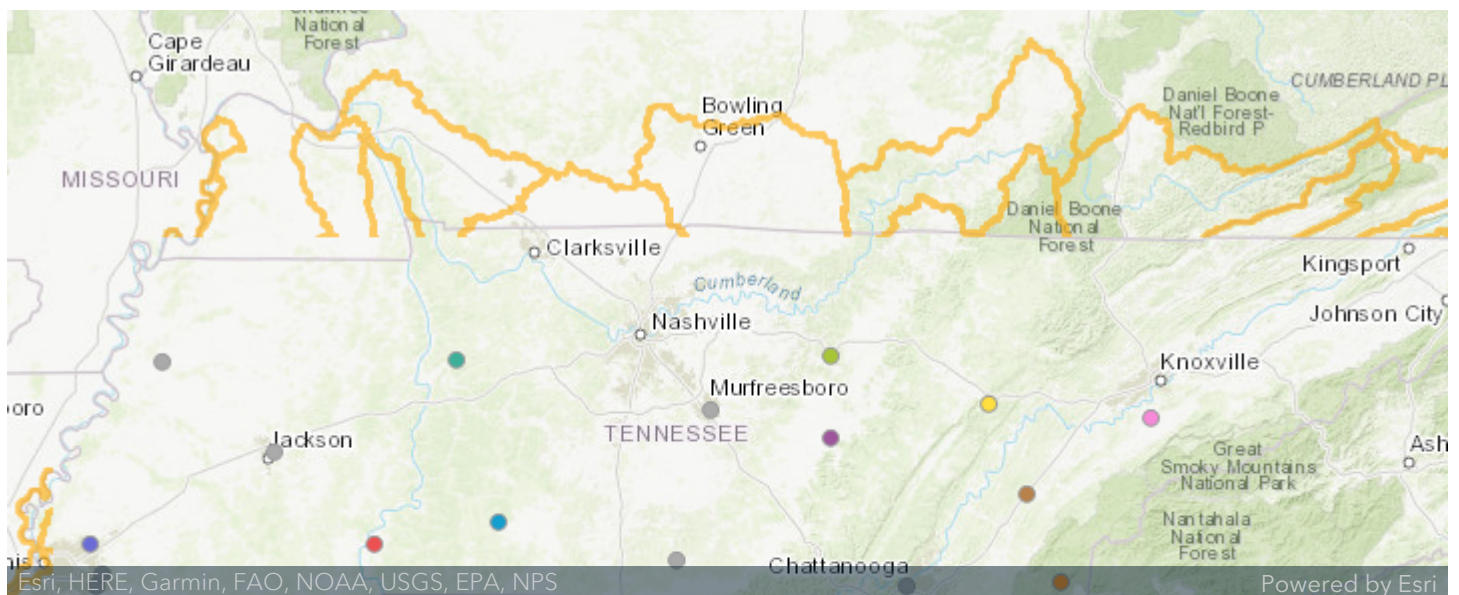 National
Forest
Cape
Girardeau
CUMBERLAND PL
Daniel Boone
Nat'l Forest-
Redbird P
Bowling
Green
MISSOURI
Daniel Boone
National
Forest
Clarksville
Kingsport
Cumberland
Johnson City
Nashville
Knoxville
Murfreesboro
oro
TENNESSEE
Jackson
Ash
Great
Smoky Mountains
National Park
Nantahala
National
Forest
Chattanooga
Esri, HERE, Garmin, FAO, NOAA, USGS, EPA, NPS
Powered by Esri